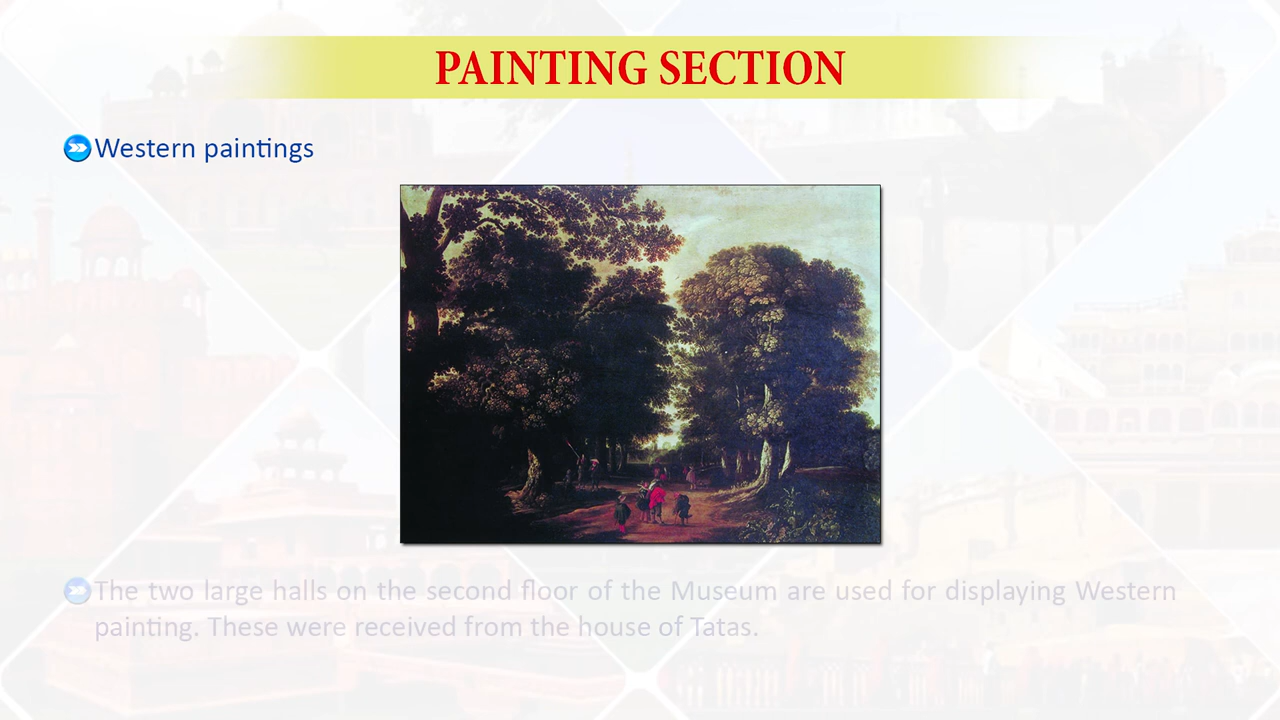 PAINTING SECTION
Western paintings
The two large halls on the second floor of the Museum are used for displaying Western
painting. These were received from the house of Tatas.